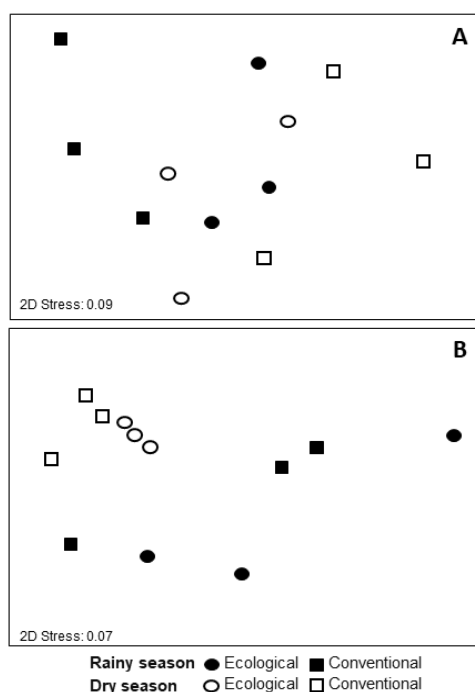 A
2D Stress: 0.09
B
2D Stress: 0.07
Rainy season Ecological Conventional
Dry season Ecological Conventional